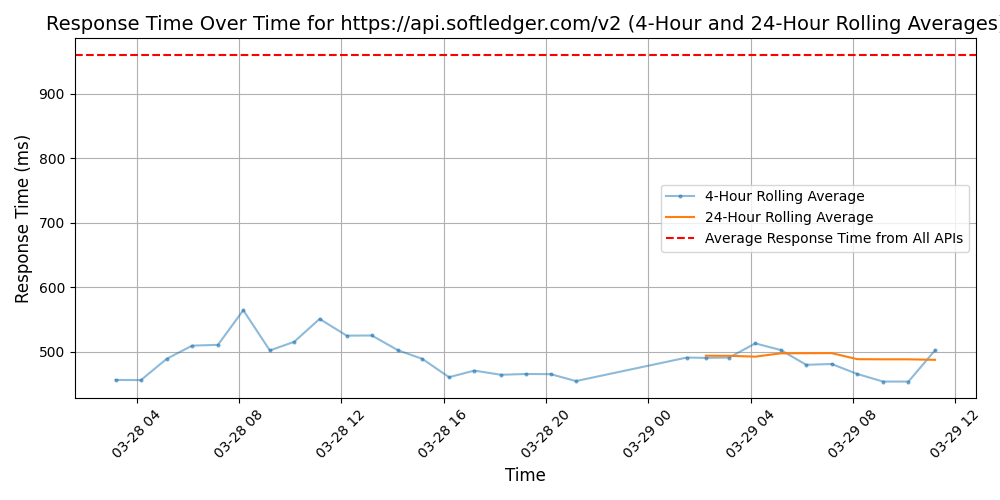 Response Time Over Time for https://api.softledger.com/v2 (4-Hour and 24-Hour Rolling Averages)
Response Time (ms)
900
800
700
600
500
4-Hour Rolling Average
24-Hour Rolling Average
Average Response Time from All APIs
03-28 04
03-28 08
03-28 12
03-28 16
03-28 20
03-29 00
03-29 04
03-29 08
03-29 12
Time